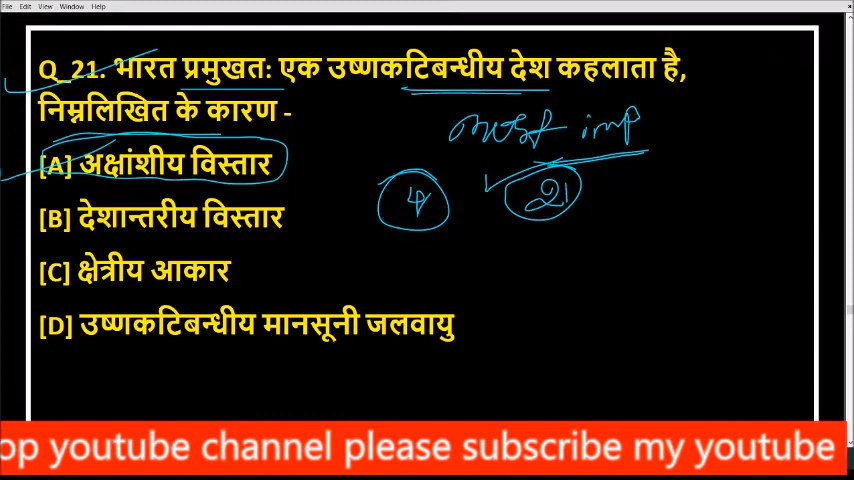 File Edit View Window Help
Q_21. भारत प्रमुखत: एक उष्णकटिबन्धीय देश कहलाता है,
निम्नलिखित के कारण -
most imp
[A] अक्षांशीय विस्तार
21
[B] देशान्तरीय विस्तार
[C] क्षेत्रीय आकार
[D] उष्णकटिबन्धीय मानसूनी जलवायु
op youtube channel please subscribe my youtube